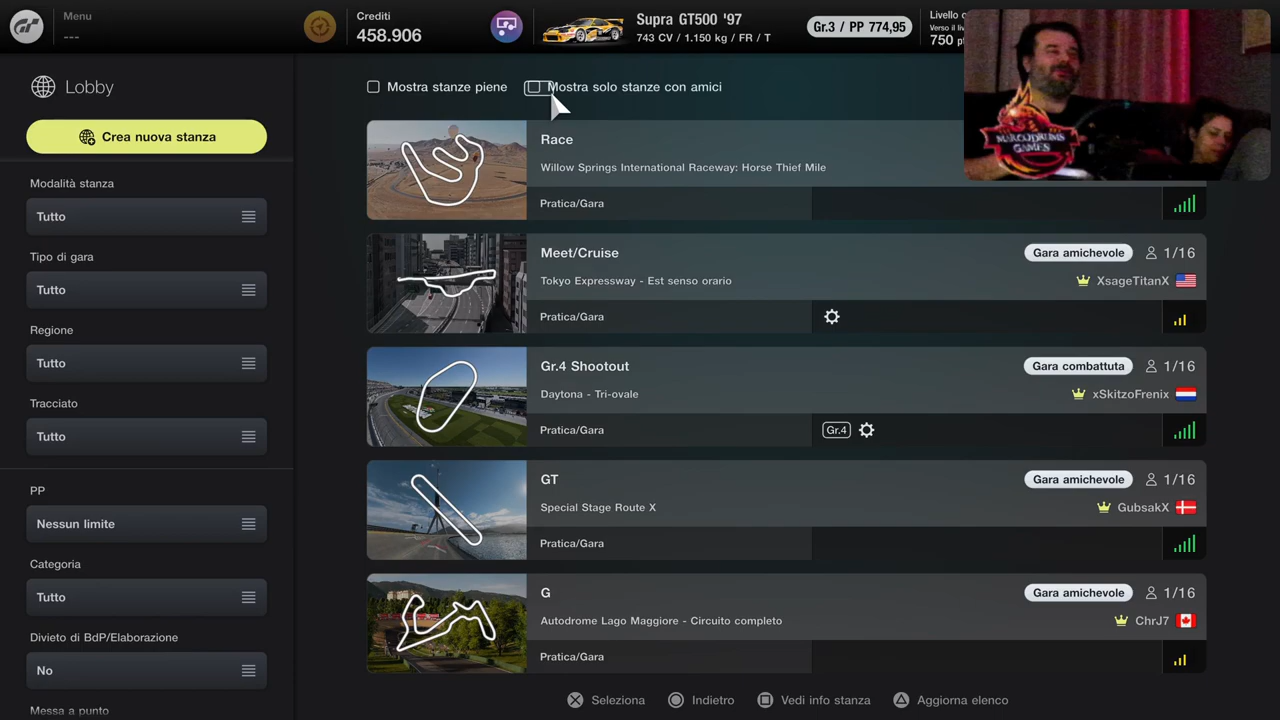 Menu
---
Crediti
458.906
Supra GT500 '97
743 CV / 1.150 kg / FR / T
Gr.3 / PP 774,95
Livello
Verso il
750
MARCODRUMS
GAMES
Lobby
Crea nuova stanza
Modalità stanza
Tutto
Tipo di gara
Tutto
Regione
Tutto
Tracciato
Tutto
PP
Nessun limite
Categoria
Tutto
Divieto di BdP/Elaborazione
No
Messa a punto
Mostra stanze piene
Mostra solo stanze con amici
Race
Willow Springs International Raceway: Horse Thief Mile
Pratica/Gara
Meet/Cruise
Gara amichevole
1/16
Tokyo Expressway - Est senso orario
XsageTitanX
Pratica/Gara
Gr.4 Shootout
Gara combattuta
1/16
Daytona - Tri-ovale
xSkitzoFrenix
Pratica/Gara
Gr.4
GT
Gara amichevole
1/16
Special Stage Route X
GubsakX
Pratica/Gara
G
Gara amichevole
1/16
Autodrome Lago Maggiore - Circuito completo
ChrJ7
Pratica/Gara
Seleziona
Indietro
Vedi info stanza
Aggiorna elenco